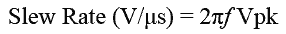 Slew Rate (V/μs) = 2πf Vpk